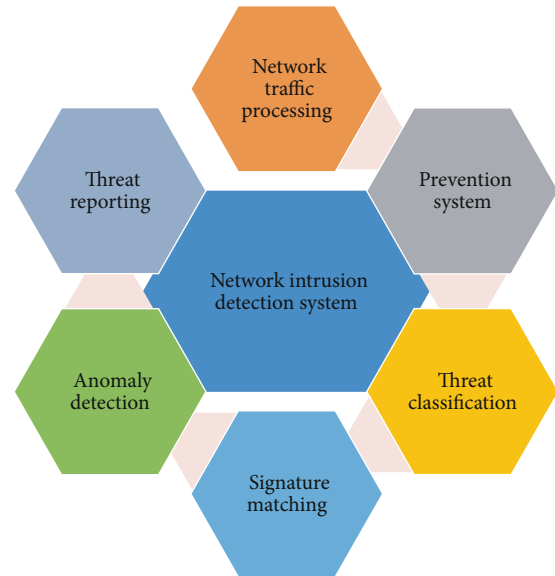 Network
traffic
processing
Threat
reporting
Prevention
system
Network intrusion
detection system
Anomaly
detection
Threat
classification
Signature
matching